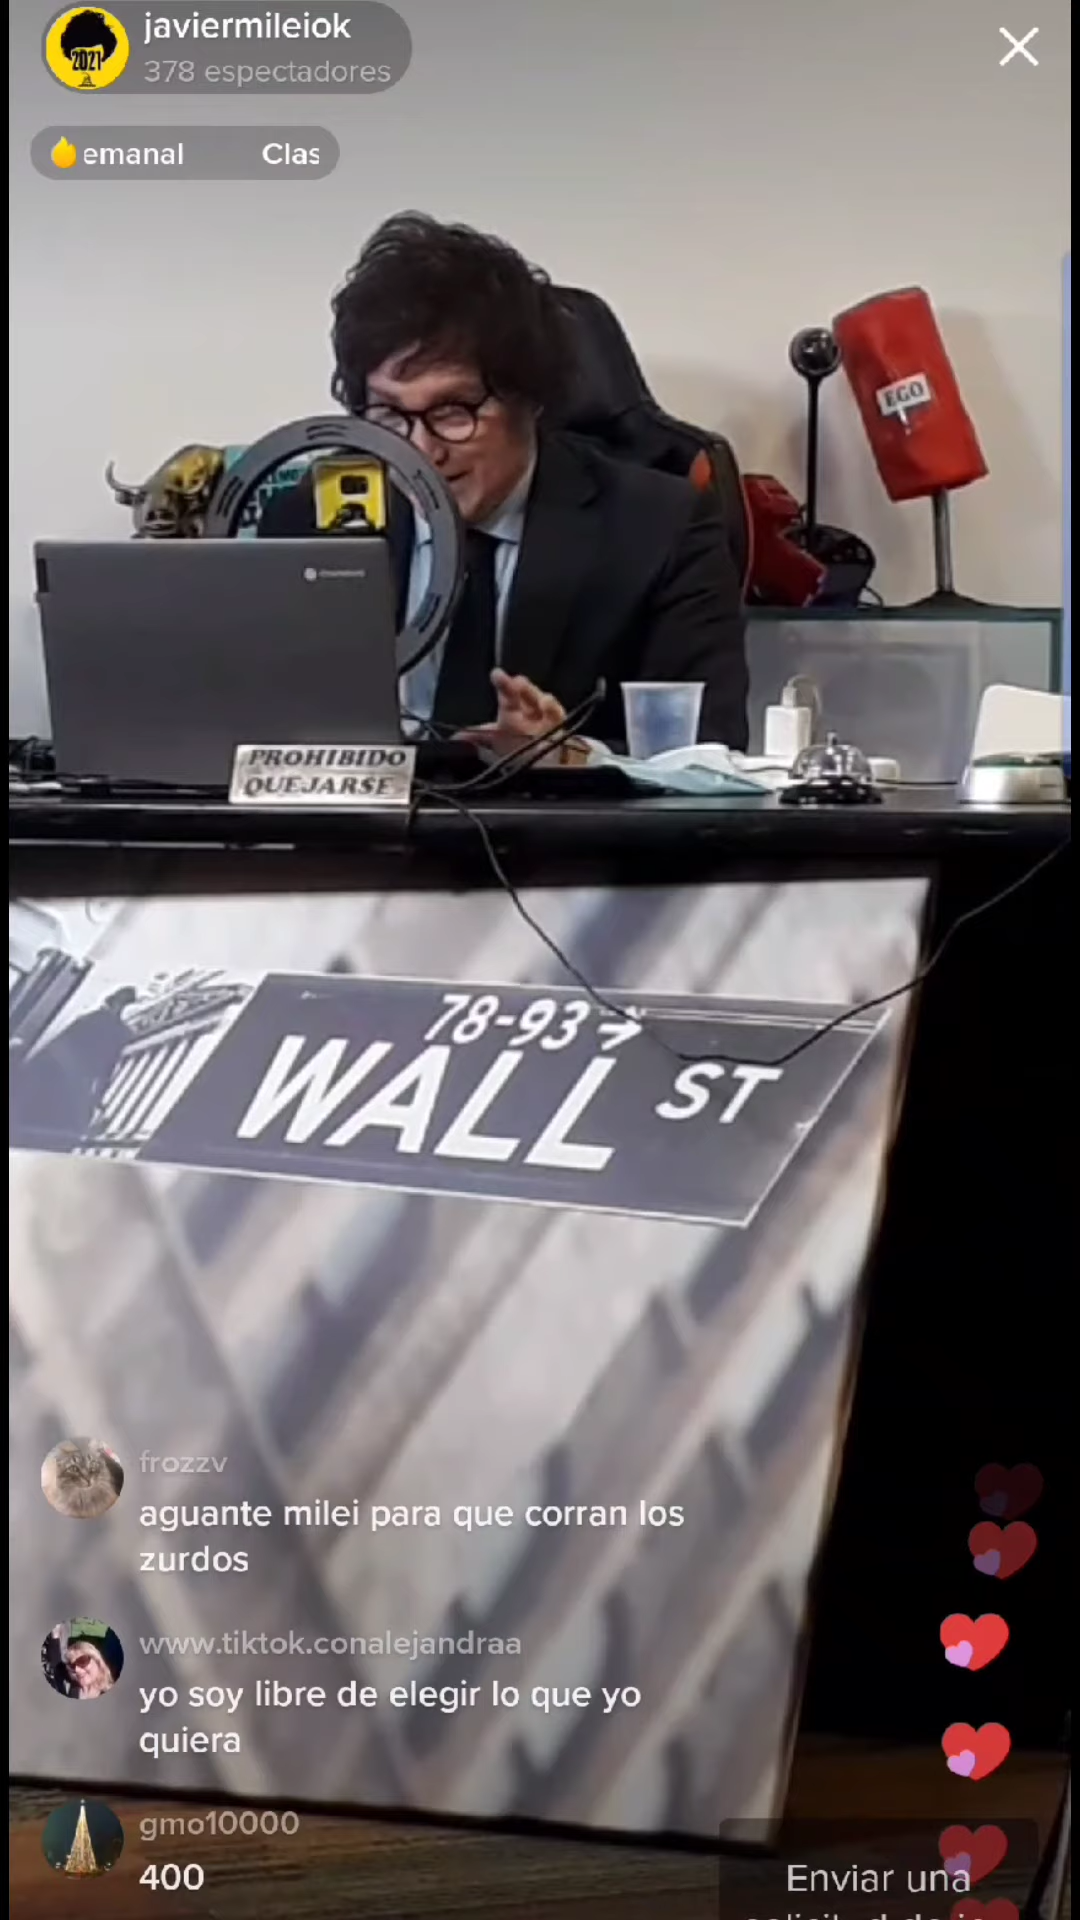 javiermileiok
378 espectadores
2021
emanal Clas
EGO
PROHIBIDO
QUEJARSE
78-93
WALL ST
frozzv
aguante milei para que corran los
zurdos
www.tiktok.conalejandraa
yo soy libre de elegir lo que yo
quiera
gmo10000
400
Enviar una